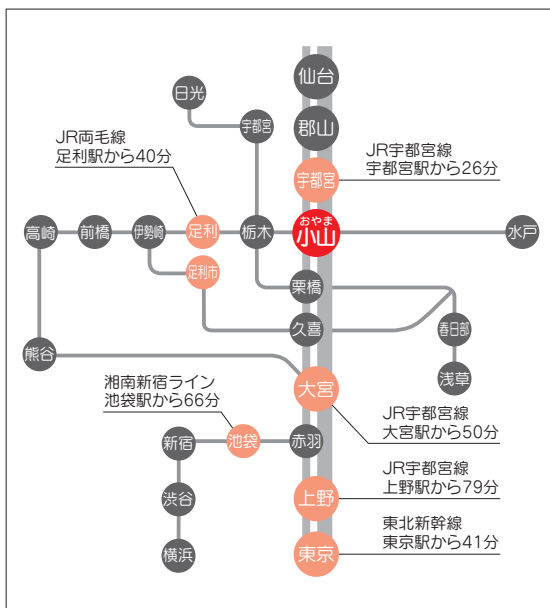 仙台
日光
宇都宮
郡山
JR両毛線
足利駅から40分
JR宇都宮線
宇都宮駅から26分
宇都宮
おやま
高崎
前橋
伊勢崎
足利
栃木
小山
水戸
足利市
栗橋
久喜
春日部
熊谷
浅草
湘南新宿ライン
池袋駅から66分
大宮
JR宇都宮線
大宮駅から50分
新宿
池袋
赤羽
JR宇都宮線
上野駅から79分
渋谷
上野
東北新幹線
東京駅から41分
横浜
東京